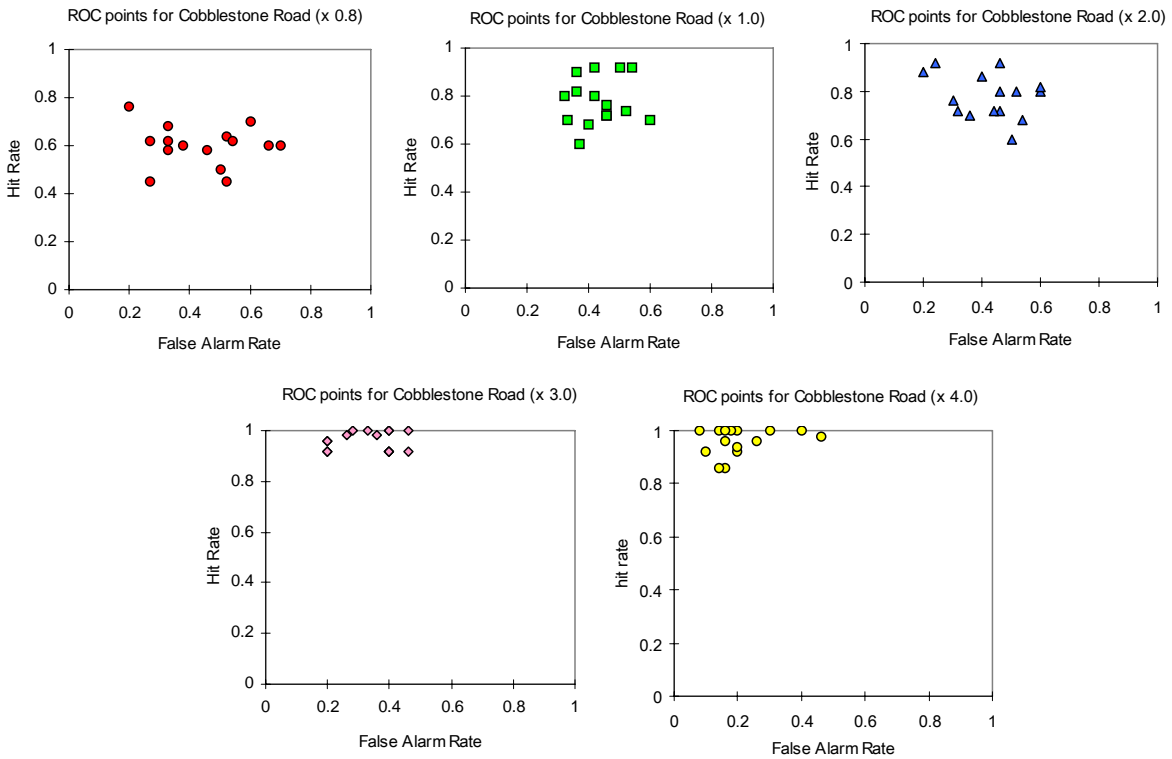 ROC points for Cobblestone Road (x 0.8)
1
0.8
0.6
0.4
0.2
0
Hit Rate
0 0.2 0.4 0.6 0.8 1
False Alarm Rate
ROC points for Cobblestone Road (x 1.0)
1
0.8
0.6
0.4
0.2
0
Hit Rate
0 0.2 0.4 0.6 0.8 1
False Alarm Rate
ROC points for Cobblestone Road (x 2.0)
1
0.8
0.6
0.4
0.2
0
Hit Rate
0 0.2 0.4 0.6 0.8 1
False Alarm Rate
ROC points for Cobblestone Road (x 3.0)
1
0.8
0.6
0.4
0.2
0
Hit Rate
0 0.2 0.4 0.6 0.8 1
False Alarm Rate
ROC points for Cobblestone Road (x 4.0)
1
0.8
0.6
0.4
0.2
0
hit rate
0 0.2 0.4 0.6 0.8 1
False Alarm Rate